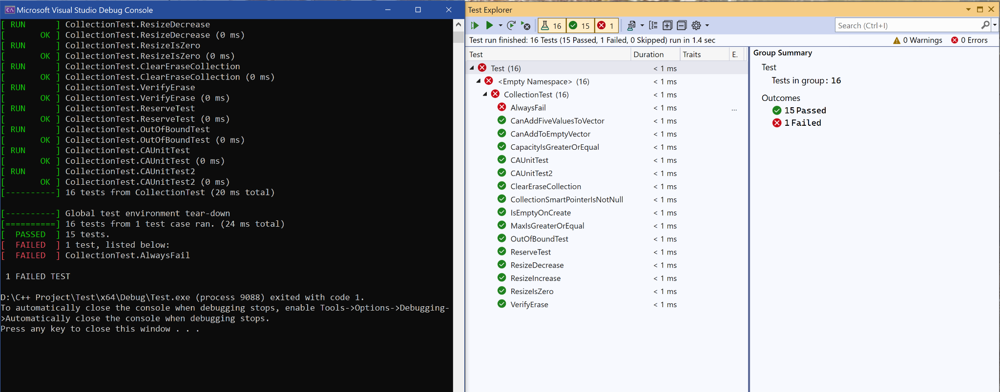 Microsoft Visual Studio Debug Console
[ RUN      ] CollectionTest.ResizeDecrease
[       OK ] CollectionTest.ResizeDecrease (0 ms)
[ RUN      ] CollectionTest.ResizeIsZero
[       OK ] CollectionTest.ResizeIsZero (0 ms)
[ RUN      ] CollectionTest.ClearEraseCollection
[       OK ] CollectionTest.ClearEraseCollection (0 ms)
[ RUN      ] CollectionTest.VerifyErase
[       OK ] CollectionTest.VerifyErase (0 ms)
[ RUN      ] CollectionTest.ReserveTest
[       OK ] CollectionTest.ReserveTest (0 ms)
[ RUN      ] CollectionTest.OutOfBoundTest
[       OK ] CollectionTest.OutOfBoundTest (0 ms)
[ RUN      ] CollectionTest.CAUnitTest
[       OK ] CollectionTest.CAUnitTest (0 ms)
[ RUN      ] CollectionTest.CAUnitTest2
[       OK ] CollectionTest.CAUnitTest2 (0 ms)
[----------] 16 tests from CollectionTest (20 ms total)
[----------] Global test environment tear-down
[==========] 16 tests from 1 test case ran. (24 ms total)
[  PASSED  ] 15 tests.
[  FAILED  ] 1 test, listed below:
[  FAILED  ] CollectionTest.AlwaysFail
1 FAILED TEST
D:\C++ Project\Test\x64\Debug\Test.exe (process 9088) exited with code 1.
To automatically close the console when debugging stops, enable Tools->Options->Debugging-
>Automatically close the console when debugging stops.
Press any key to close this window . . .
Test Explorer
16 15 1
Search (Ctrl+I)
Test run finished: 16 Tests (15 Passed, 1 Failed, 0 Skipped) run in 1.4 sec
0 Warnings 0 Errors
Test Duration Traits E.
Test (16) < 1 ms
<Empty Namespace> (16) < 1 ms
CollectionTest (16) < 1 ms
AlwaysFail < 1 ms ...
CanAddFiveValuesToVector < 1 ms
CanAddToEmptyVector < 1 ms
CapacityIsGreaterOrEqual < 1 ms
CAUnitTest < 1 ms
CAUnitTest2 < 1 ms
ClearEraseCollection < 1 ms
CollectionSmartPointerIsNotNull < 1 ms
IsEmptyOnCreate < 1 ms
MaxIsGreaterOrEqual < 1 ms
OutOfBoundTest < 1 ms
ReserveTest < 1 ms
ResizeDecrease < 1 ms
ResizeIncrease < 1 ms
ResizeIsZero < 1 ms
VerifyErase < 1 ms
Group Summary
Test
Tests in group: 16
Outcomes
15 Passed
1 Failed